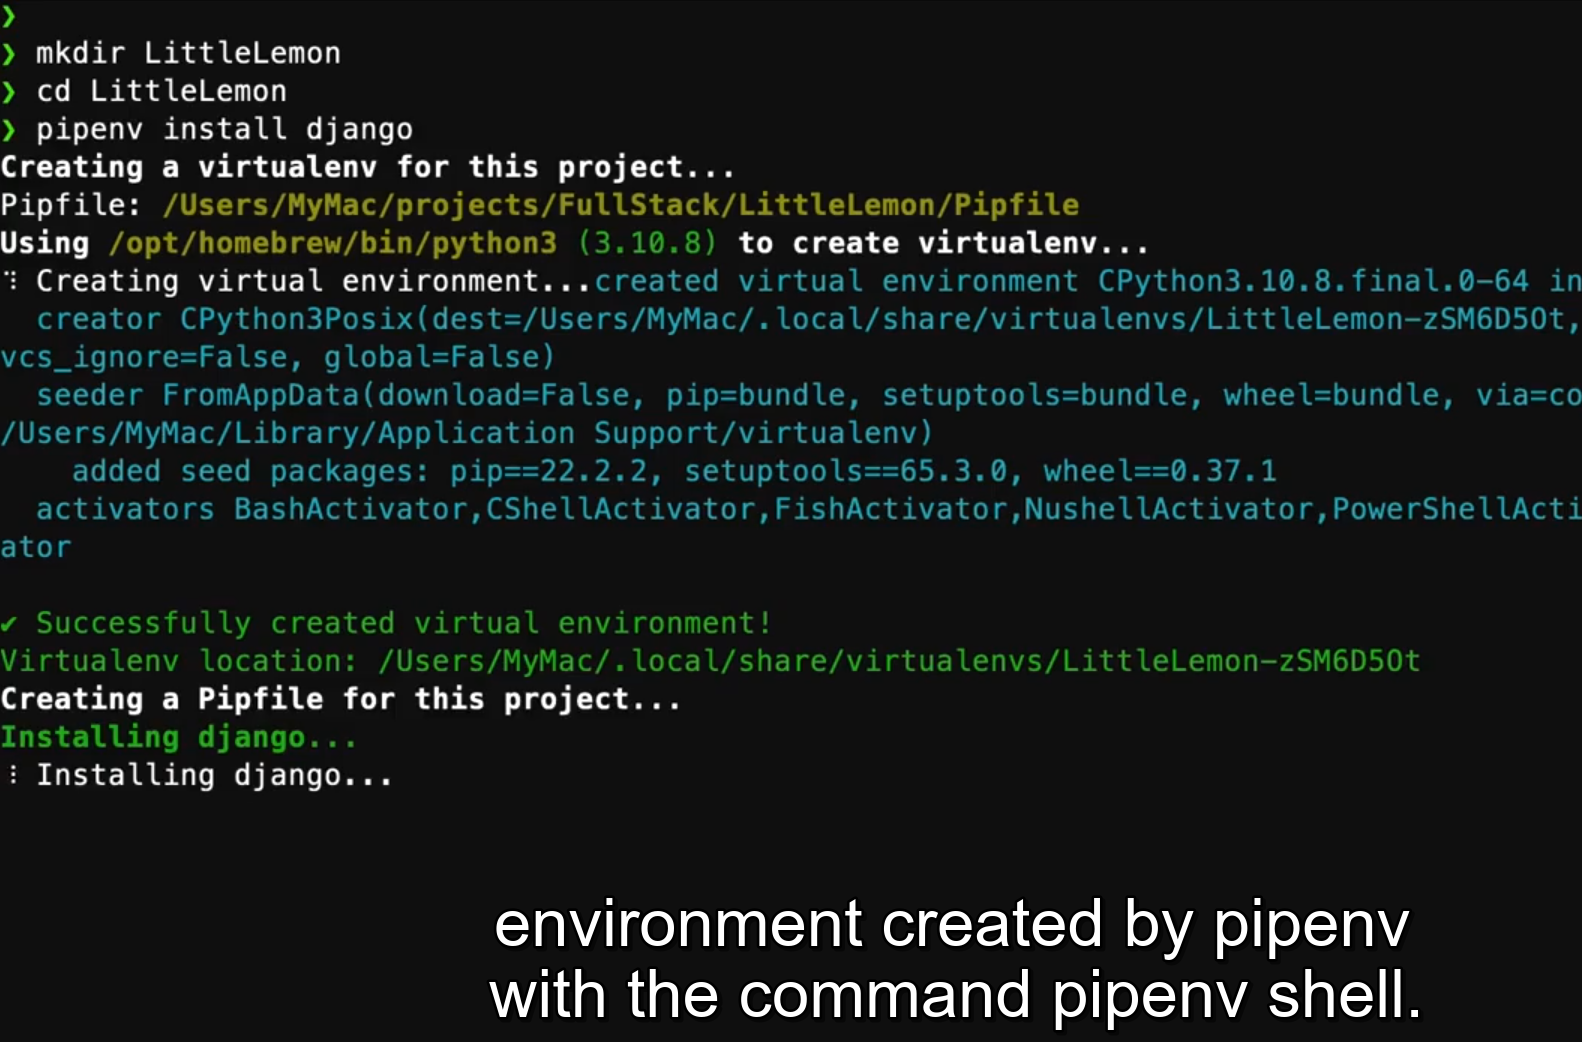 ❯
❯ mkdir LittleLemon
❯ cd LittleLemon
❯ pipenv install django
Creating a virtualenv for this project...
Pipfile: /Users/MyMac/projects/FullStack/LittleLemon/Pipfile
Using /opt/homebrew/bin/python3 (3.10.8) to create virtualenv...
⠹ Creating virtual environment...created virtual environment CPython3.10.8.final.0-64 in
creator CPython3Posix(dest=/Users/MyMac/.local/share/virtualenvs/LittleLemon-zSM6D5Ot,
vcs_ignore=False, global=False)
seeder FromAppData(download=False, pip=bundle, setuptools=bundle, wheel=bundle, via=co
/Users/MyMac/Library/Application Support/virtualenv)
added seed packages: pip==22.2.2, setuptools==65.3.0, wheel==0.37.1
activators BashActivator,CShellActivator,FishActivator,NushellActivator,PowerShellActi
ator
✔ Successfully created virtual environment!
Virtualenv location: /Users/MyMac/.local/share/virtualenvs/LittleLemon-zSM6D5Ot
Creating a Pipfile for this project...
Installing django...
⠸ Installing django...
environment created by pipenv
with the command pipenv shell.